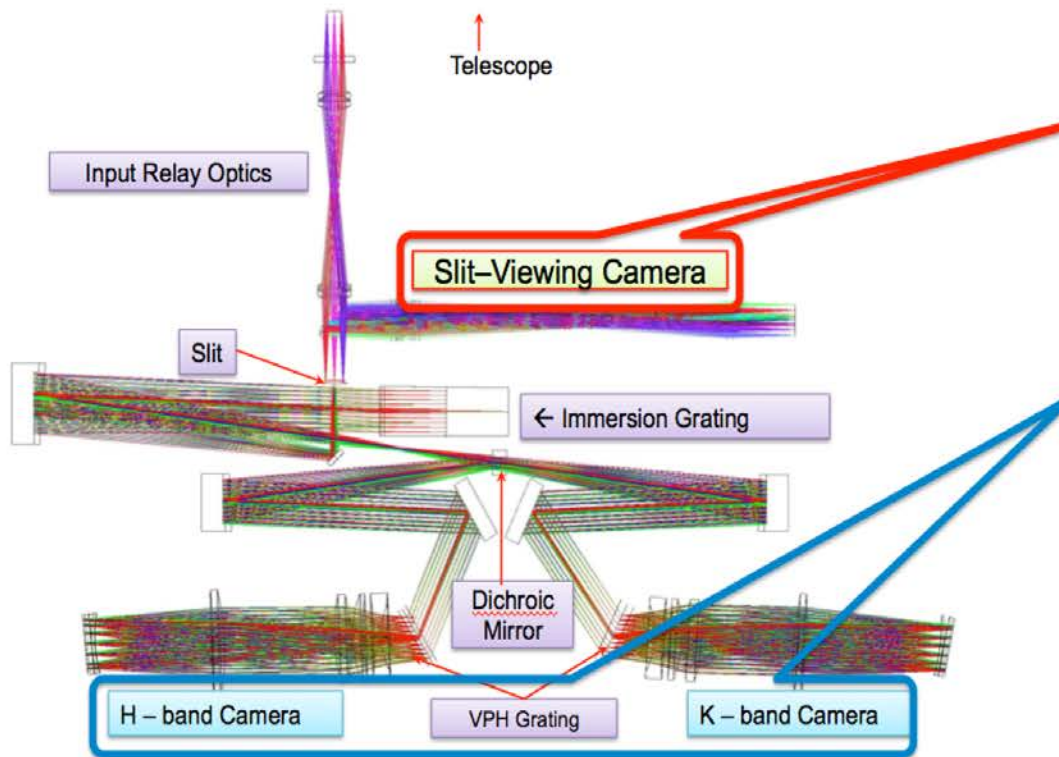 Telescope
Input Relay Optics
Slit–Viewing Camera
Slit
← Immersion Grating
Dichroic
Mirror
H – band Camera
VPH Grating
K – band Camera